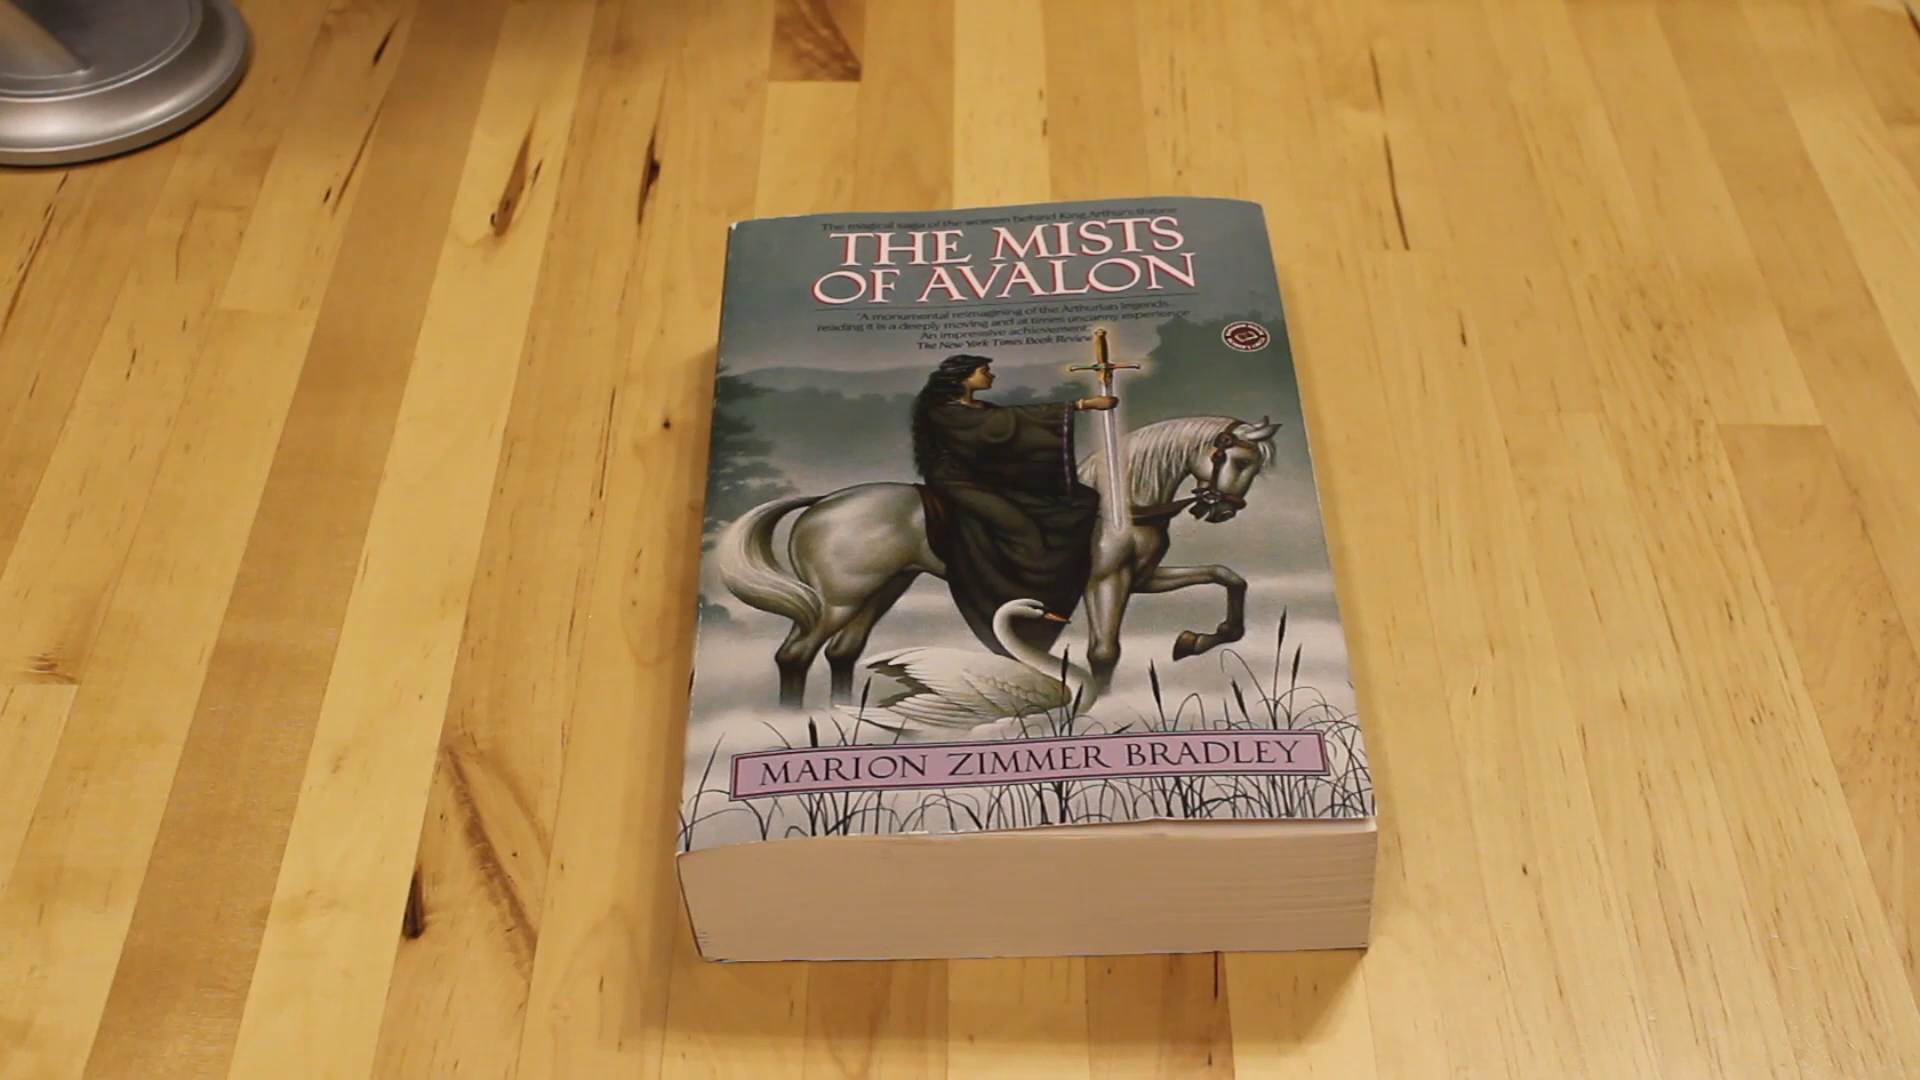 The magical saga of the women behind King Arthur's throne
THE MISTS
OF AVALON
"A monumental reimagining of the Arthurian legends...
reading it is a deeply moving and at times uncanny experience
An impressive achievement."
The New York Times Book Review
MARION ZIMMER BRADLEY